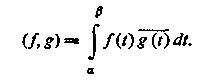 (f, g) = ∫_α^β f(t) \overline{g(t)} dt.